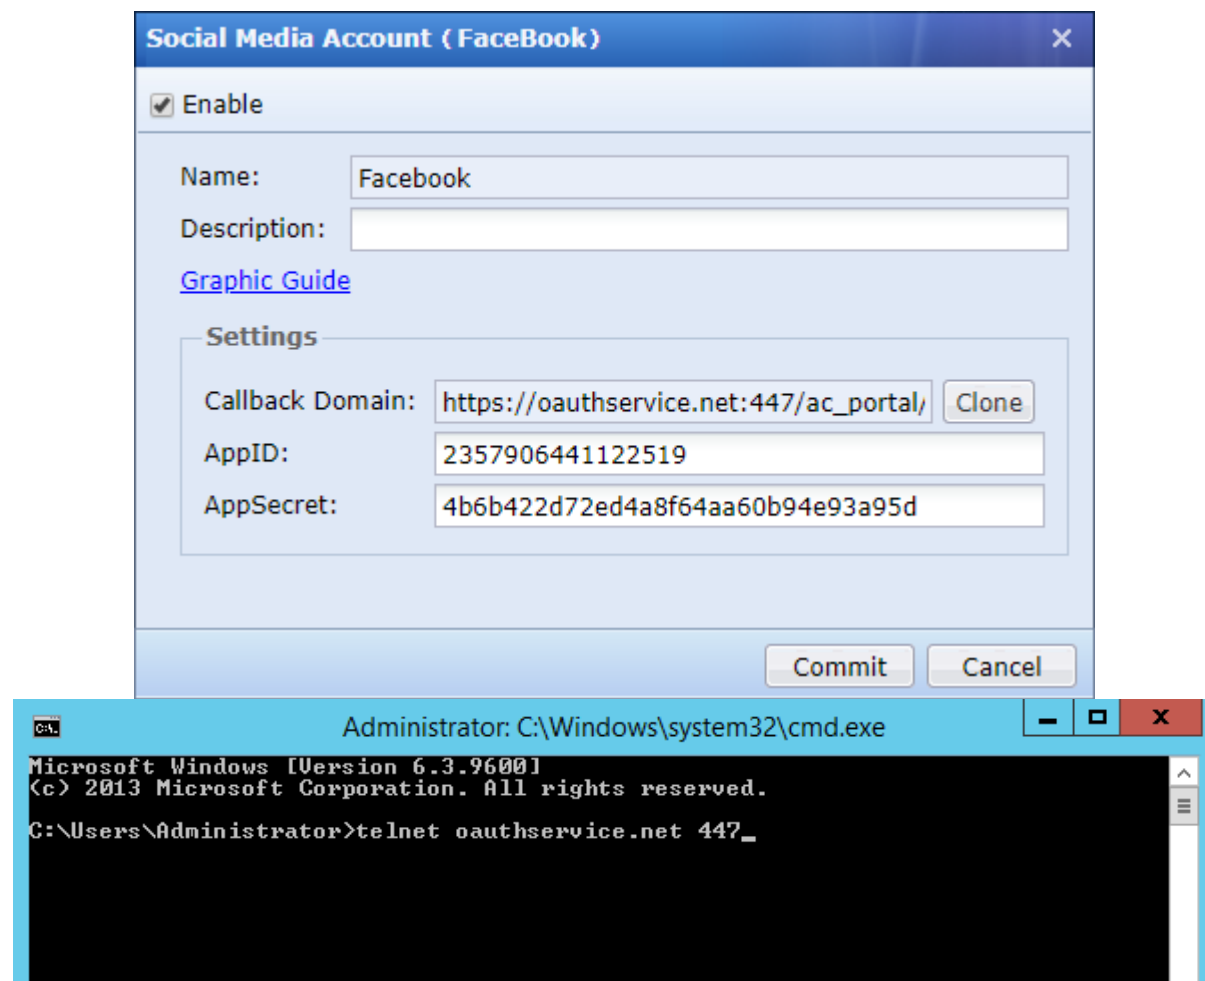 Social Media Account ( FaceBook)
Enable
Name: Facebook
Description:
Graphic Guide
Settings
Callback Domain: https://oauthservice.net:447/ac_portal/ Clone
AppID: 2357906441122519
AppSecret: 4b6b422d72ed4a8f64aa60b94e93a95d
Commit Cancel
C:\. Administrator: C:\Windows\system32\cmd.exe
Microsoft Windows [Version 6.3.9600]
(c) 2013 Microsoft Corporation. All rights reserved.
C:\Users\Administrator>telnet oauthservice.net 447_